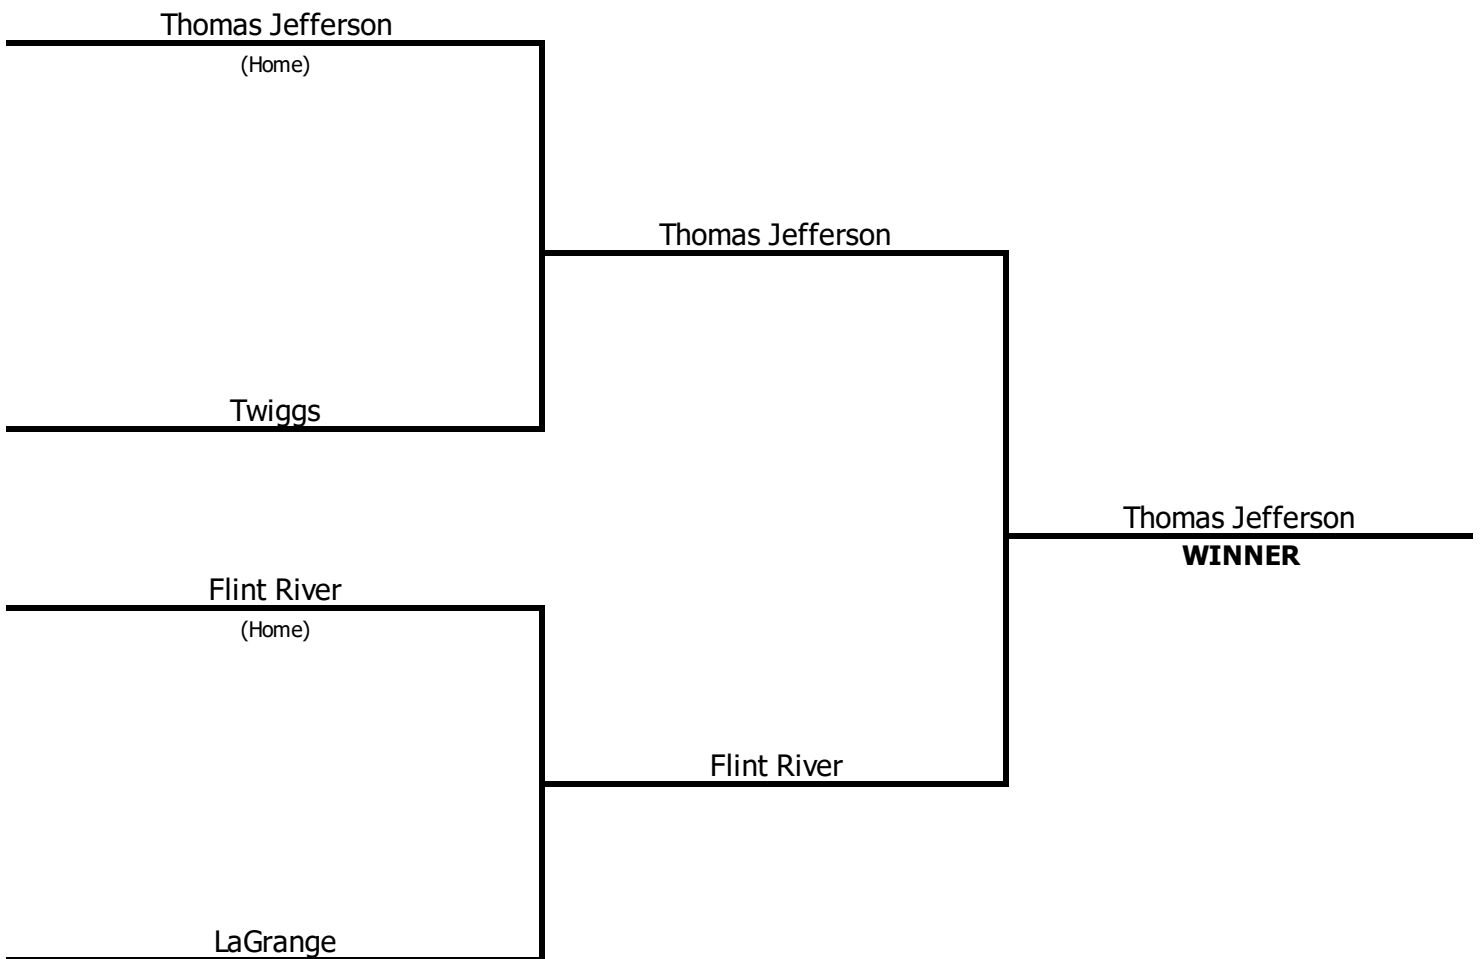 Thomas Jefferson
(Home)
Thomas Jefferson
Twiggs
Thomas Jefferson
WINNER
Flint River
(Home)
Flint River
LaGrange